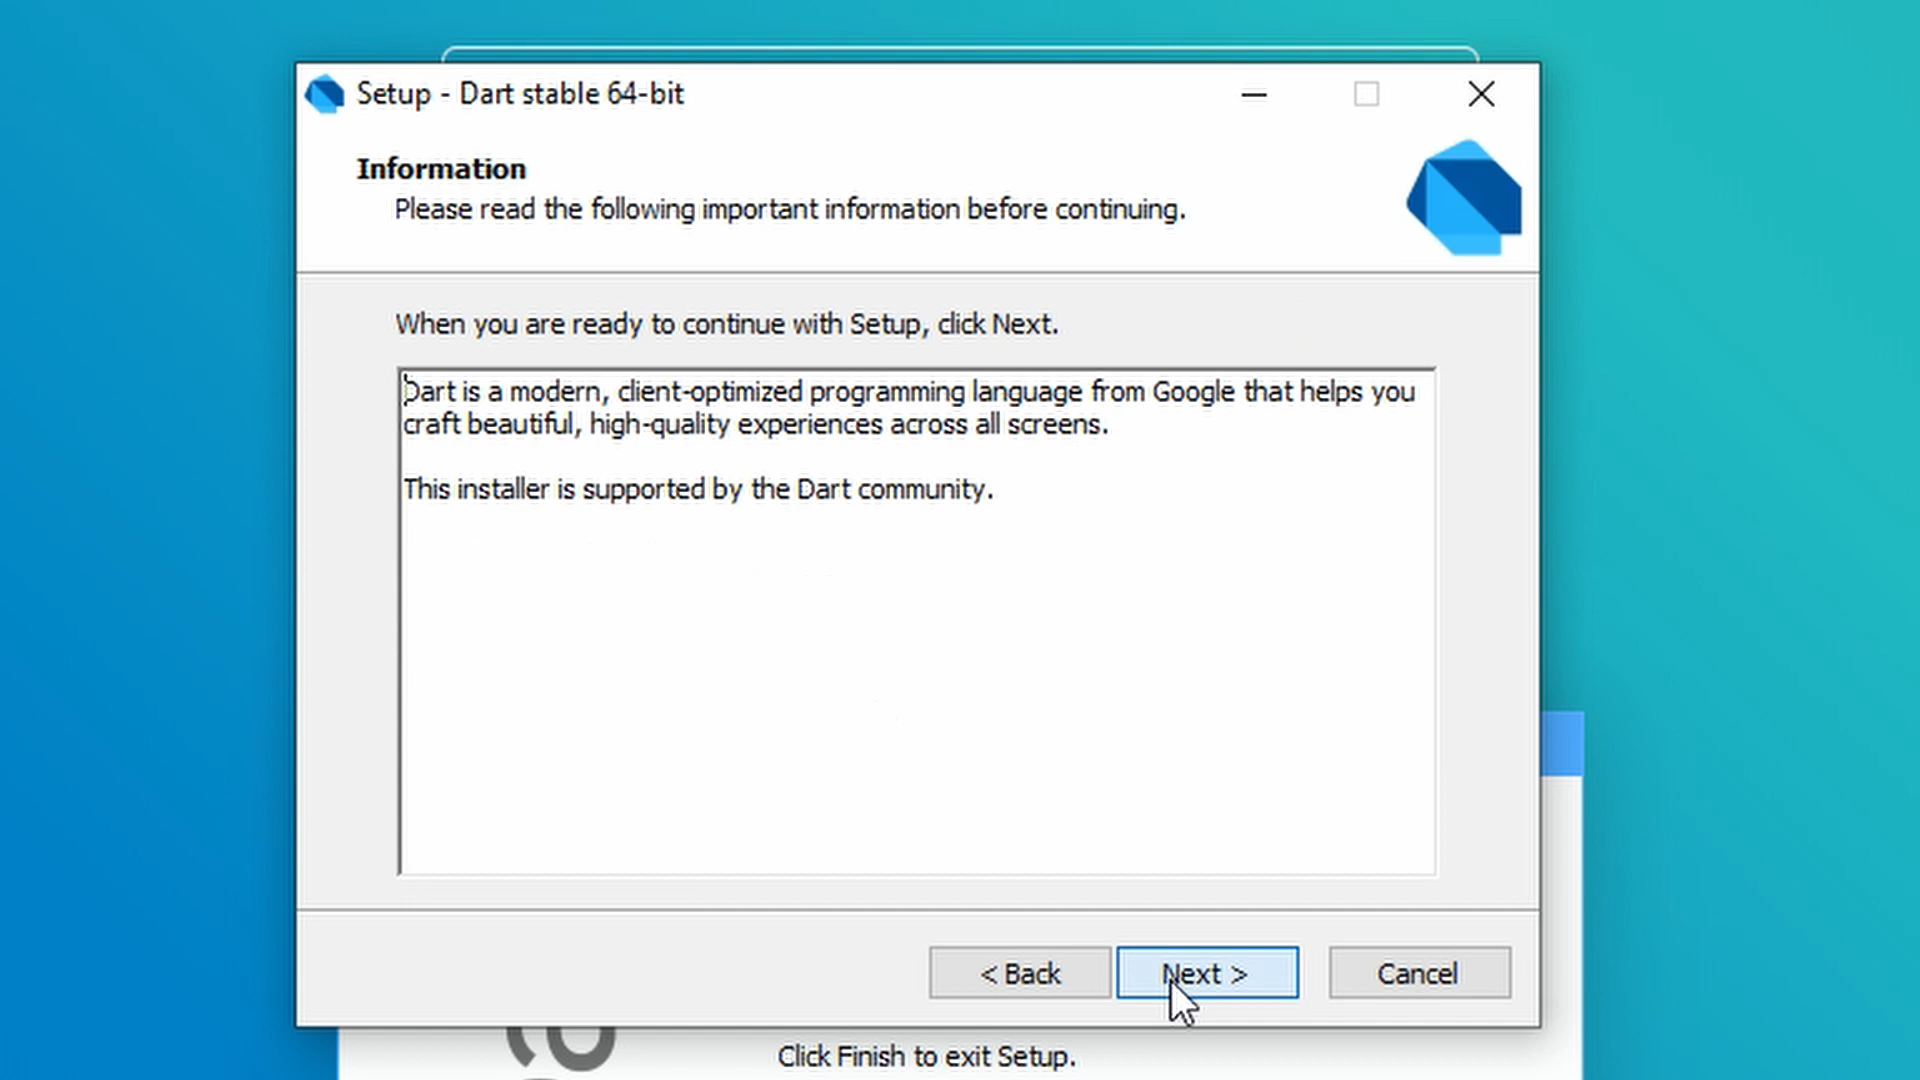 Setup - Dart stable 64-bit
Information
Please read the following important information before continuing.
When you are ready to continue with Setup, click Next.
Dart is a modern, client-optimized programming language from Google that helps you
craft beautiful, high-quality experiences across all screens.
This installer is supported by the Dart community.
< Back
Next >
Cancel
Click Finish to exit Setup.